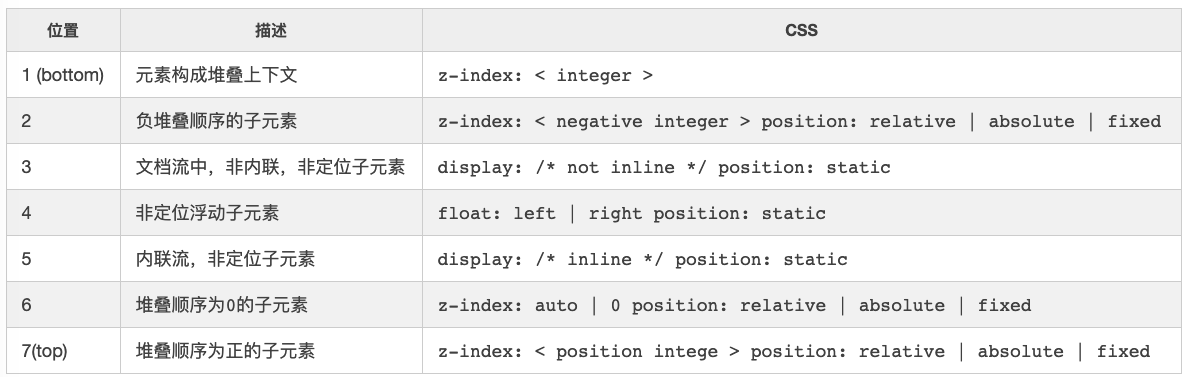 位置 描述 CSS
1 (bottom) 元素构成堆叠上下文 z-index: < integer >
2 负堆叠顺序的子元素 z-index: < negative integer > position: relative | absolute | fixed
3 文档流中，非内联，非定位子元素 display: /* not inline */ position: static
4 非定位浮动子元素 float: left | right position: static
5 内联流，非定位子元素 display: /* inline */ position: static
6 堆叠顺序为0的子元素 z-index: auto | 0 position: relative | absolute | fixed
7(top) 堆叠顺序为正的子元素 z-index: < position intege > position: relative | absolute | fixed